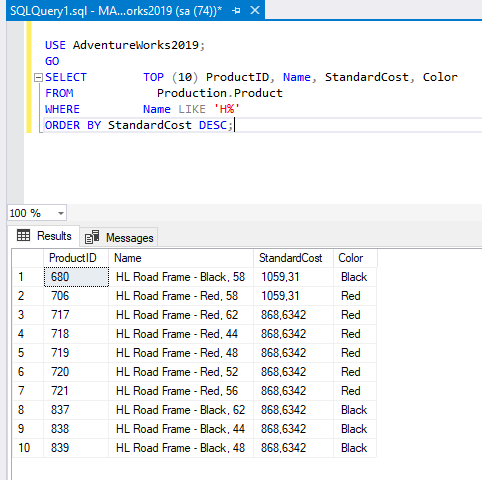 SQLQuery1.sql - MA...orks2019 (sa (74))*
USE AdventureWorks2019;
GO
SELECT TOP (10) ProductID, Name, StandardCost, Color
FROM Production.Product
WHERE Name LIKE 'H%'
ORDER BY StandardCost DESC;
100 %
Results Messages
ProductID Name StandardCost Color
1 680 HL Road Frame - Black, 58 1059,31 Black
2 706 HL Road Frame - Red, 58 1059,31 Red
3 717 HL Road Frame - Red, 62 868,6342 Red
4 718 HL Road Frame - Red, 44 868,6342 Red
5 719 HL Road Frame - Red, 48 868,6342 Red
6 720 HL Road Frame - Red, 52 868,6342 Red
7 721 HL Road Frame - Red, 56 868,6342 Red
8 837 HL Road Frame - Black, 62 868,6342 Black
9 838 HL Road Frame - Black, 44 868,6342 Black
10 839 HL Road Frame - Black, 48 868,6342 Black